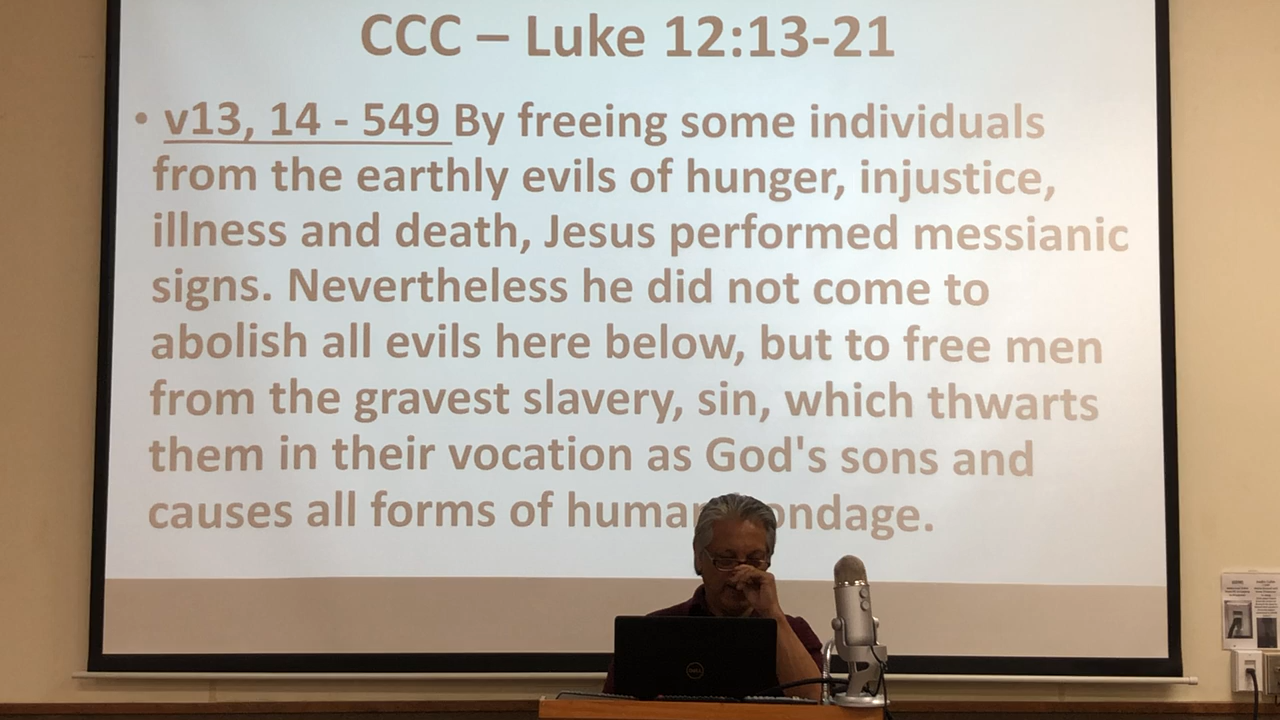 CCC – Luke 12:13-21
• v13, 14 - 549 By freeing some individuals
from the earthly evils of hunger, injustice,
illness and death, Jesus performed messianic
signs. Nevertheless he did not come to
abolish all evils here below, but to free men
from the gravest slavery, sin, which thwarts
them in their vocation as God's sons and
causes all forms of huma ondage.
DELL